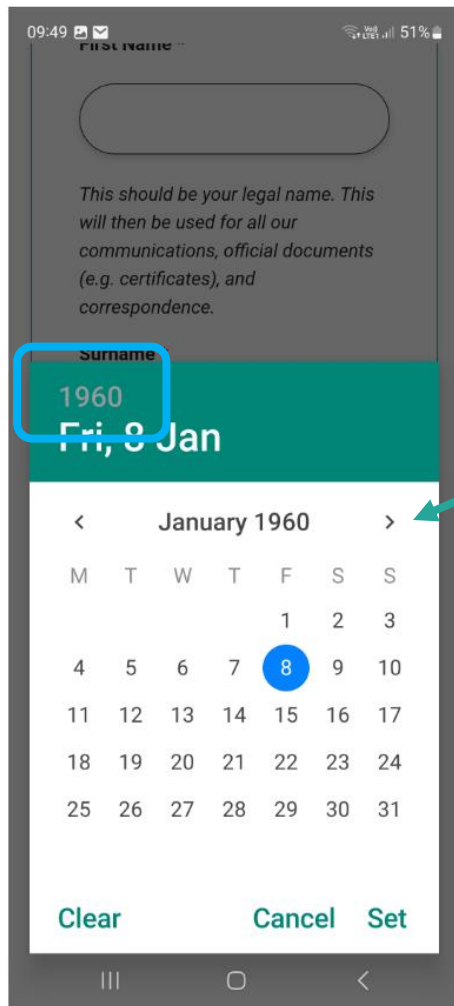 09:49 Vo) LTE1 51%
First Name *
This should be your legal name. This
will then be used for all our
communications, official documents
(e.g. certificates), and
correspondence.
Surname
1960
Fri, 8 Jan
< January 1960 >
M T W T F S S
1 2 3
4 5 6 7 8 9 10
11 12 13 14 15 16 17
18 19 20 21 22 23 24
25 26 27 28 29 30 31
Clear Cancel Set